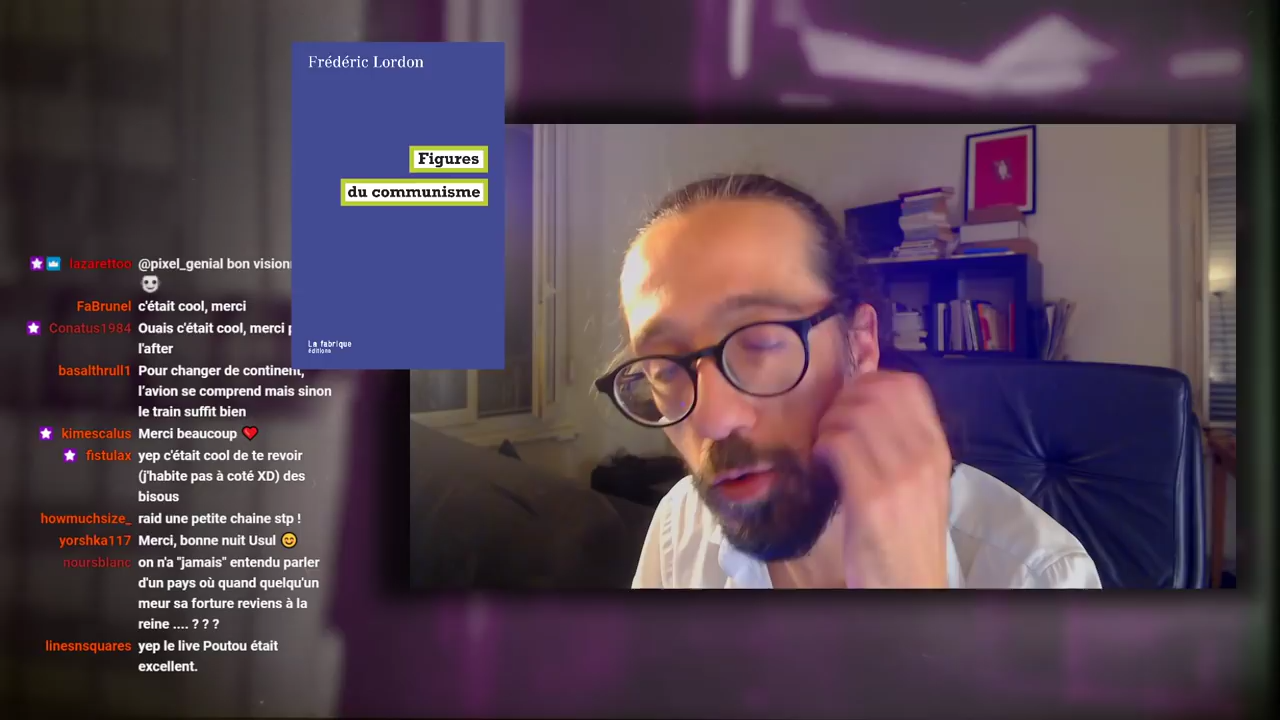 Frédéric Lordon
Figures
du communisme
La fabrique
éditions
lazarettoo @pixel_genial bon
FaBrunel c'était cool, merci
Conatus1984 Ouais c'était cool, merci
l'after
basalthrull1 Pour changer de continent,
l'avion se comprend mais sinon
le train suffit bien
kimescalus Merci beaucoup ❤️
fistulax yep c'était cool de te revoir
(j'habite pas à coté XD) des
bisous
howmuchsize_ raid une petite chaine stp !
yorshka117 Merci, bonne nuit Usul 😊
noursblanc on n'a "jamais" entendu parler
d'un pays où quand quelqu'un
meur sa forture reviens à la
reine .... ? ? ?
linesnsquares yep le live Poutou était
excellent.